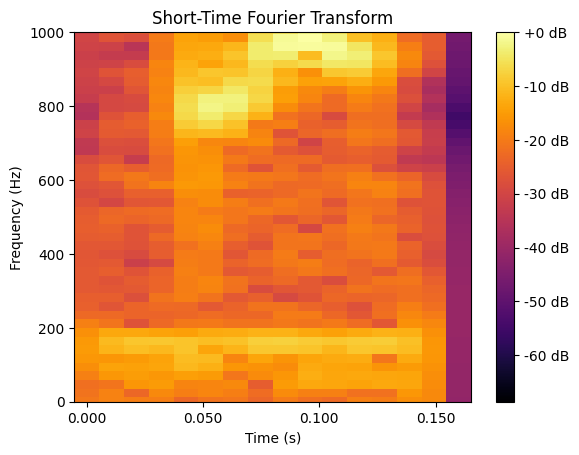 Short-Time Fourier Transform
1000
800
600
400
200
0
Frequency (Hz)
0.000
0.050
0.100
0.150
Time (s)
+0 dB
-10 dB
-20 dB
-30 dB
-40 dB
-50 dB
-60 dB